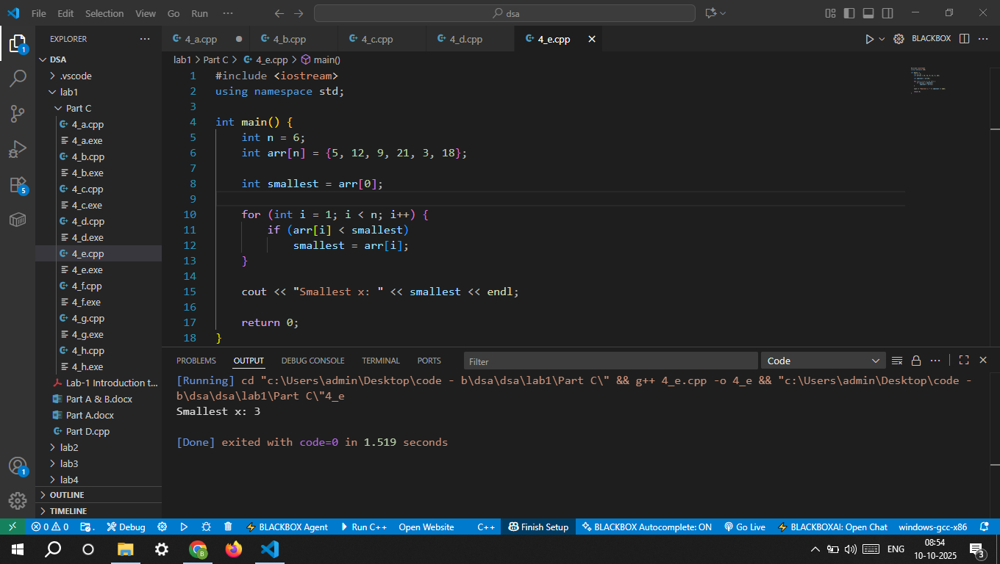 File Edit Selection View Go Run ··· dsa
EXPLORER ···
DSA
.vscode
lab1
Part C
4_a.cpp
4_a.exe
4_b.cpp
4_b.exe
4_c.cpp
4_c.exe
4_d.cpp
4_d.exe
4_e.cpp
4_e.exe
4_f.cpp
4_f.exe
4_g.cpp
4_g.exe
4_h.cpp
4_h.exe
Lab-1 Introduction t...
Part A & B.docx
Part A.docx
Part D.cpp
lab2
lab3
lab4
OUTLINE
TIMELINE
1
5
1
4_a.cpp 4_b.cpp 4_c.cpp 4_d.cpp 4_e.cpp BLACKBOX ···
lab1 > Part C > 4_e.cpp > main()
1 #include <iostream>
2 using namespace std;
3
4 int main() {
5 int n = 6;
6 int arr[n] = {5, 12, 9, 21, 3, 18};
7
8 int smallest = arr[0];
9
10 for (int i = 1; i < n; i++) {
11 if (arr[i] < smallest)
12 smallest = arr[i];
13 }
14
15 cout << "Smallest x: " << smallest << endl;
16
17 return 0;
18 }
PROBLEMS OUTPUT DEBUG CONSOLE TERMINAL PORTS Filter Code ···
[Running] cd "c:\Users\admin\Desktop\code - b\dsa\dsa\lab1\Part C\" && g++ 4_e.cpp -o 4_e && "c:\Users\admin\Desktop\code -
b\dsa\dsa\lab1\Part C\"4_e
Smallest x: 3
[Done] exited with code=0 in 1.519 seconds
0 0 . Debug BLACKBOX Agent Run C++ Open Website C++ Finish Setup BLACKBOX Autocomplete: ON Go Live BLACKBOXAI: Open Chat windows-gcc-x86
B ENG 08:54
10-10-2025 3